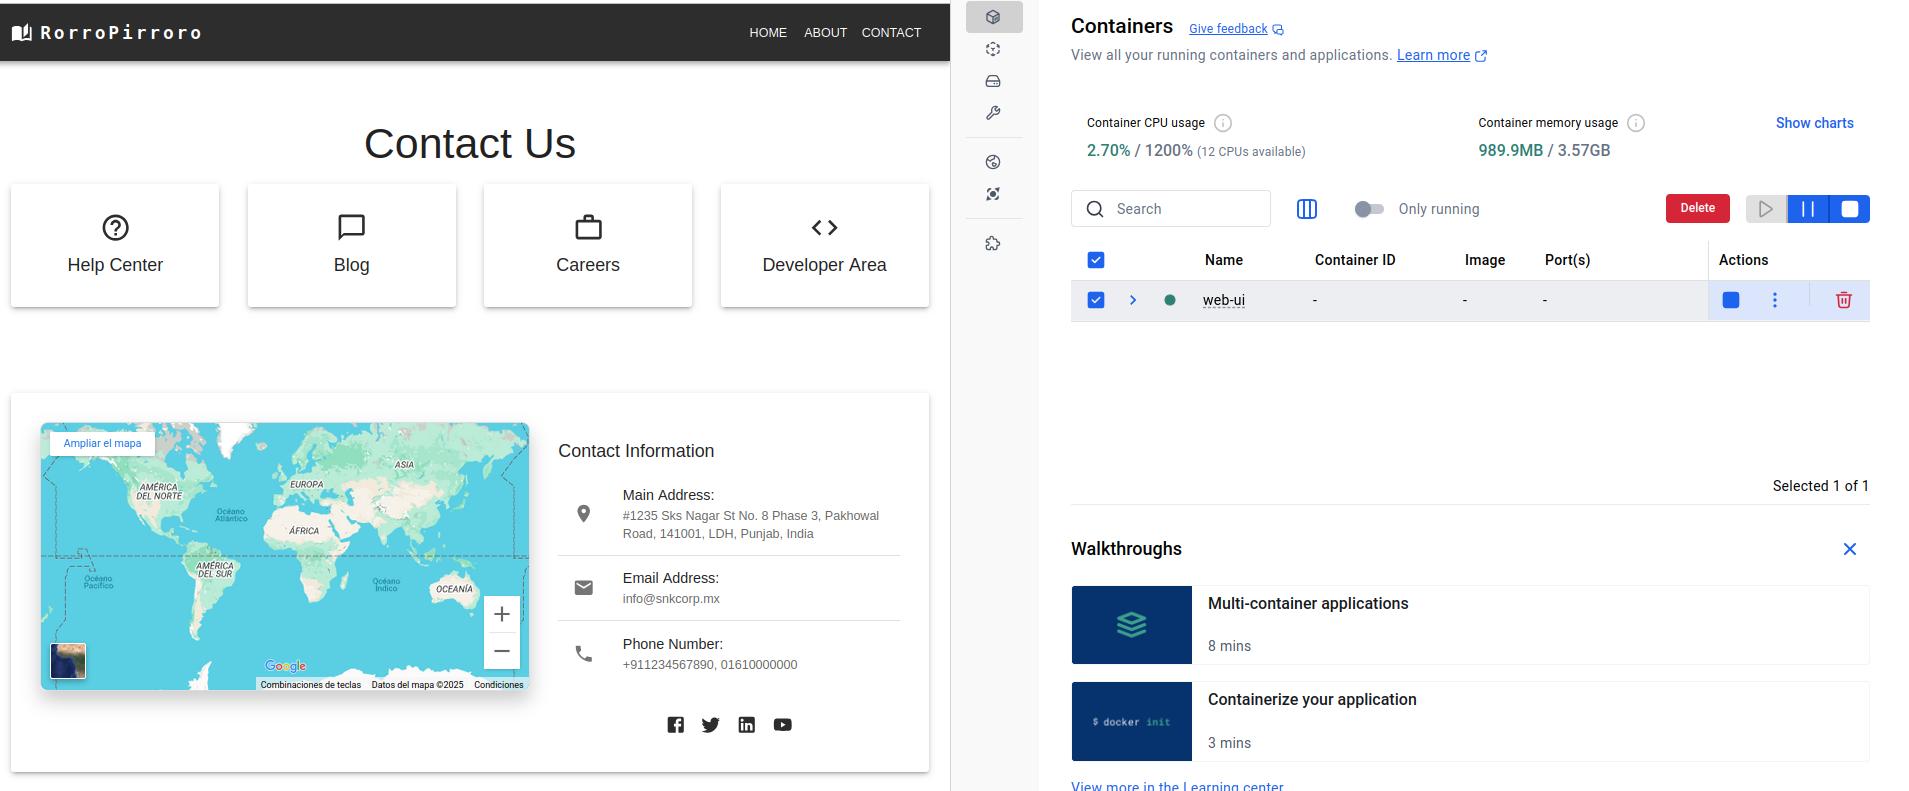 RorroPirroro
HOME ABOUT CONTACT
Contact Us
Help Center
Blog
Careers
Developer Area
Ampliar el mapa
AMÉRICA
DEL NORTE
EUROPA
ASIA
Océano
Atlántico
ÁFRICA
AMÉRICA
DEL SUR
Océano
Pacífico
Océano
Índico
OCEANÍA
Google
Combinaciones de teclas Datos del mapa ©2025 Condiciones
Contact Information
Main Address:
#1235 Sks Nagar St No. 8 Phase 3, Pakhowal
Road, 141001, LDH, Punjab, India
Email Address:
info@snkcorp.mx
Phone Number:
+911234567890, 01610000000
Containers Give feedback
View all your running containers and applications. Learn more
Container CPU usage
2.70% / 1200% (12 CPUs available)
Container memory usage
989.9MB / 3.57GB
Show charts
Search
Only running
Delete
Name Container ID Image Port(s) Actions
web-ui - - -
Selected 1 of 1
Walkthroughs
Multi-container applications
8 mins
$ docker init
Containerize your application
3 mins
View more in the Learning center